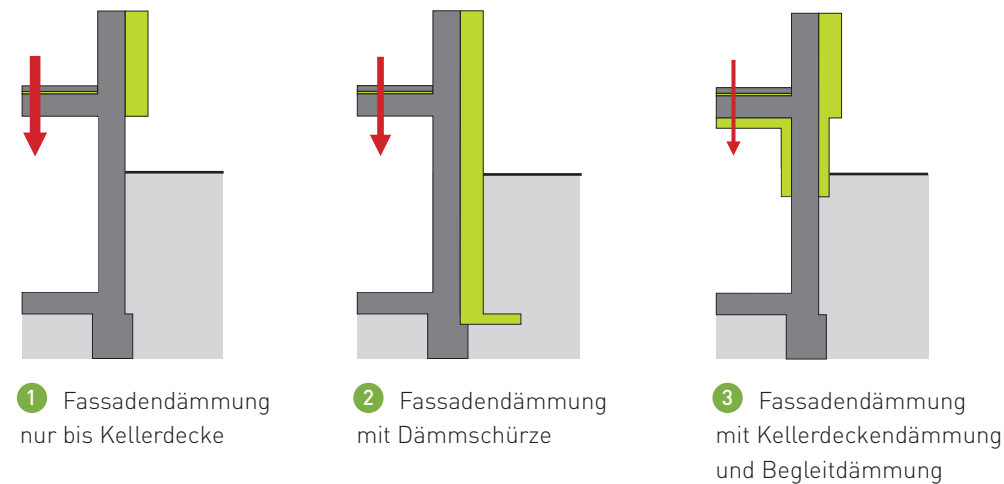 1 Fassadendämmung
nur bis Kellerdecke
2 Fassadendämmung
mit Dämmschürze
3 Fassadendämmung
mit Kellerdeckendämmung
und Begleitdämmung